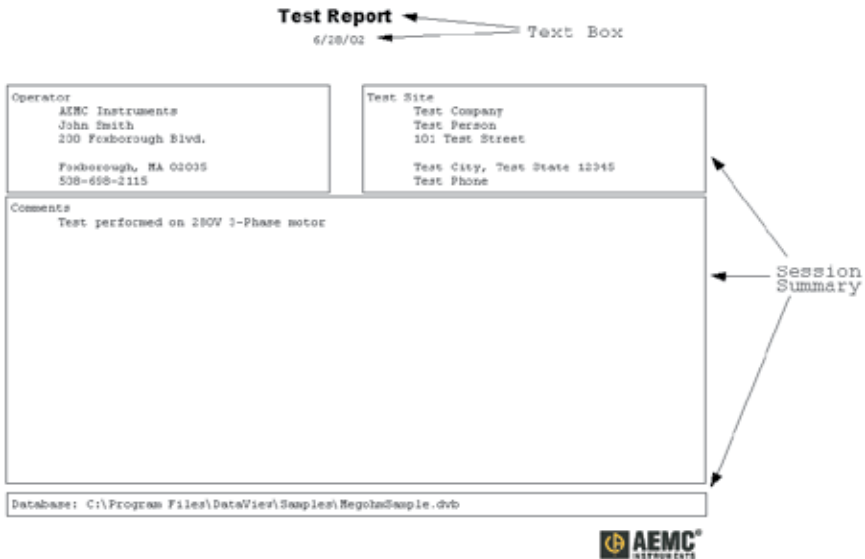 Test Report
6/28/02
Text Box
Operator
AEMC Instruments
John Smith
200 Foxborough Blvd.
Foxborough, MA 02035
508-698-2115
Test Site
Test Company
Test Person
101 Test Street
Test City, Test State 12345
Test Phone
Comments
Test performed on 280V 3-Phase motor
Session
Summary
Database: C:\Program Files\DataView\Samples\MegohmSample.dvb
AEMC®
INSTRUMENTS